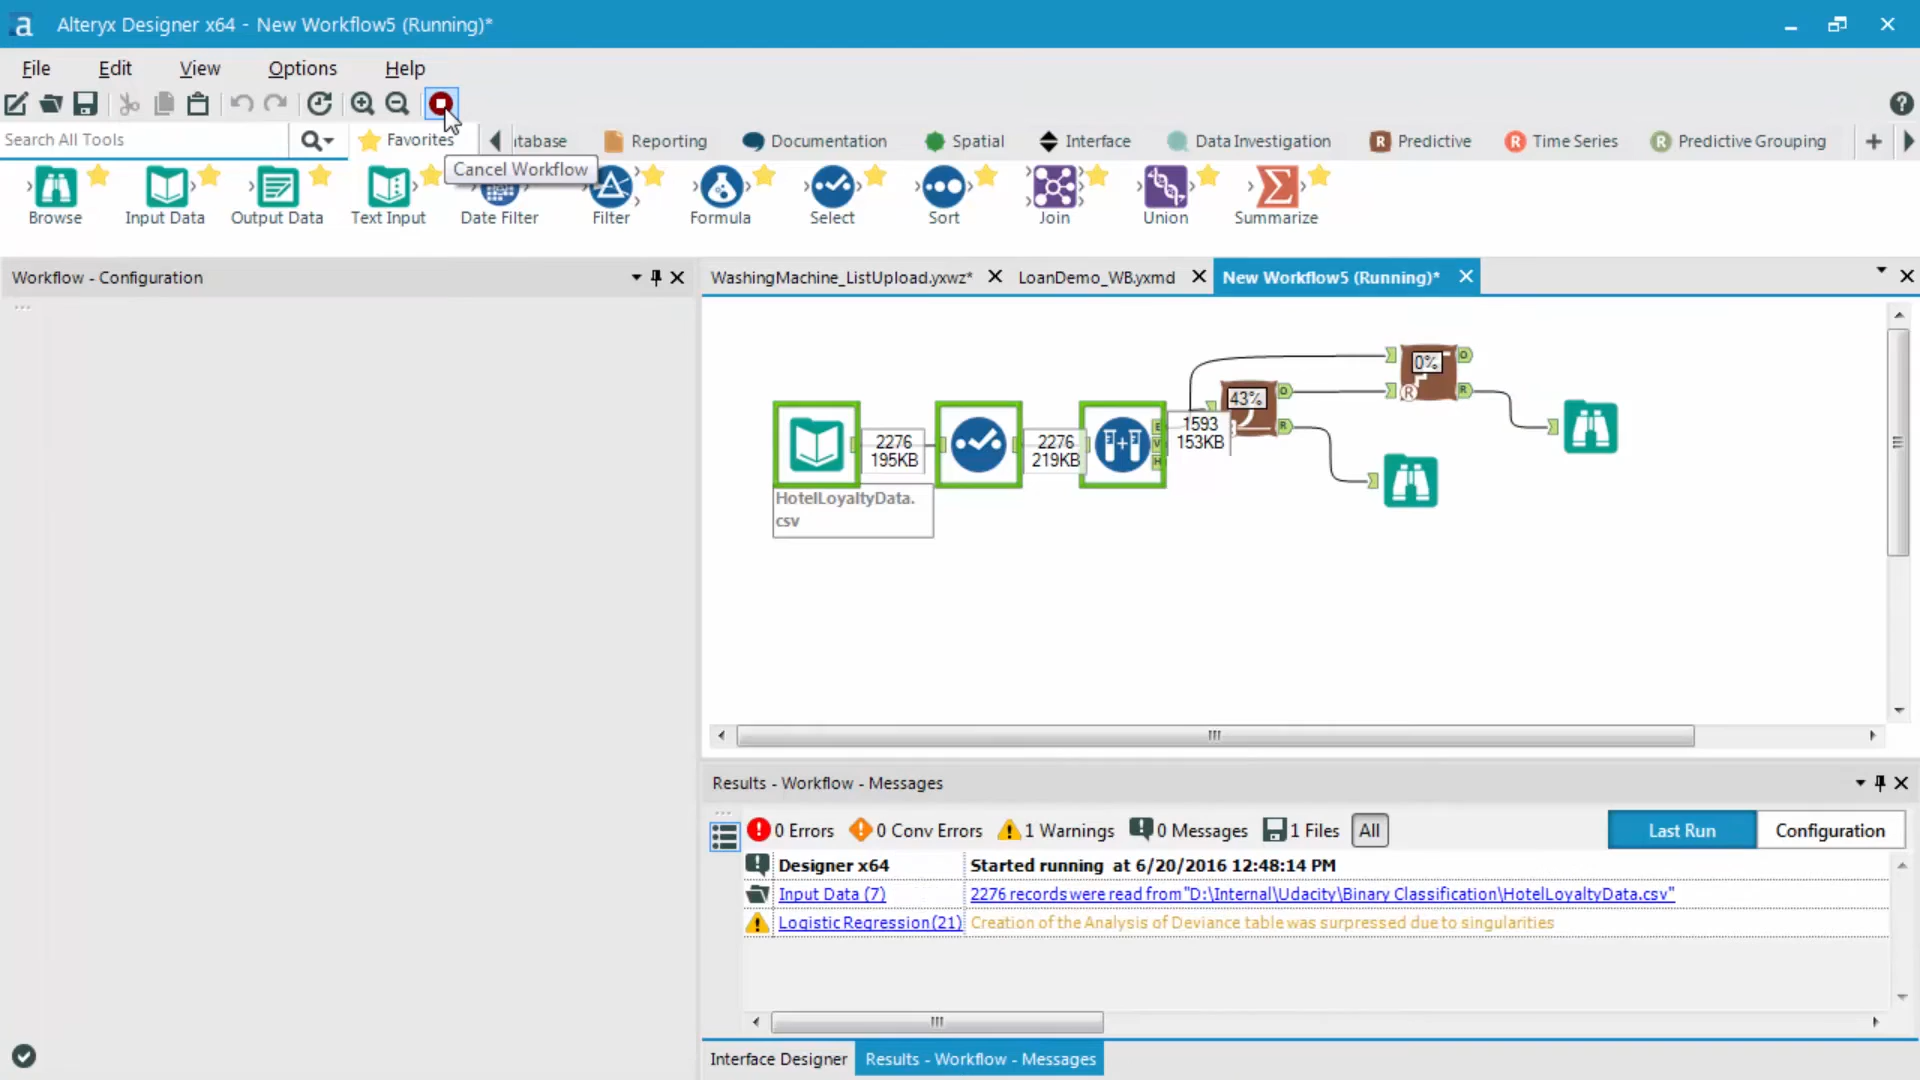 a Alteryx Designer x64 - New Workflow5 (Running)*
File Edit View Options Help
Search All Tools Favorites tabase Reporting Documentation Spatial Interface Data Investigation R Predictive R Time Series R Predictive Grouping
Cancel Workflow
Browse Input Data Output Data Text Input Date Filter Filter Formula Select Sort Join Union Summarize
Workflow - Configuration
WashingMachine_ListUpload.yxwz* LoanDemo_WB.yxmd New Workflow5 (Running)*
0% O
43% O R R
1593
153KB
R
2276
195KB
2276
219KB
E
V
H
HotelLoyaltyData.
csv
Results - Workflow - Messages
0 Errors 0 Conv Errors 1 Warnings 0 Messages 1 Files All Last Run Configuration
Designer x64 Started running at 6/20/2016 12:48:14 PM
Input Data (7) 2276 records were read from "D:\Internal\Udacity\Binary Classification\HotelLoyaltyData.csv"
Logistic Regression (21) Creation of the Analysis of Deviance table was surpressed due to singularities
Interface Designer Results - Workflow - Messages